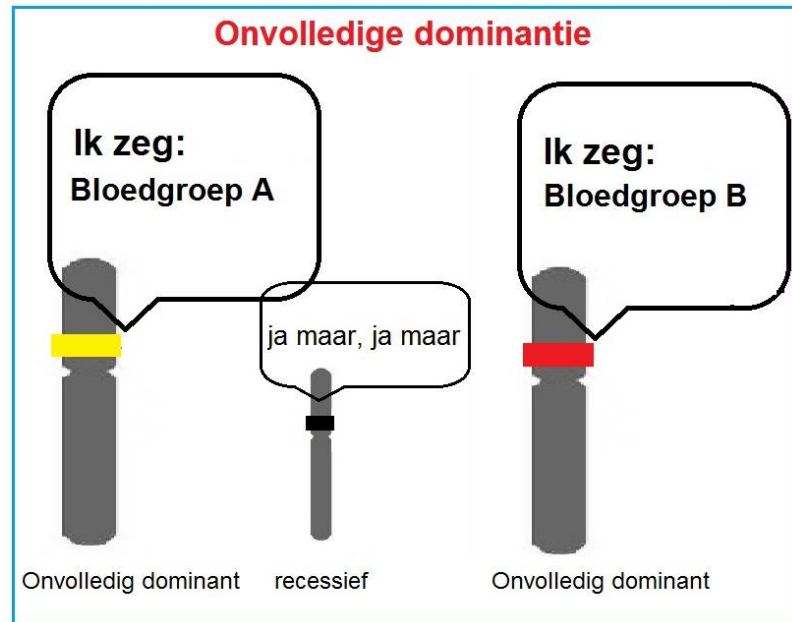 Onvolledige dominantie
Ik zeg:
Bloedgroep A
ja maar, ja maar
Ik zeg:
Bloedgroep B
Onvolledig dominant
recessief
Onvolledig dominant